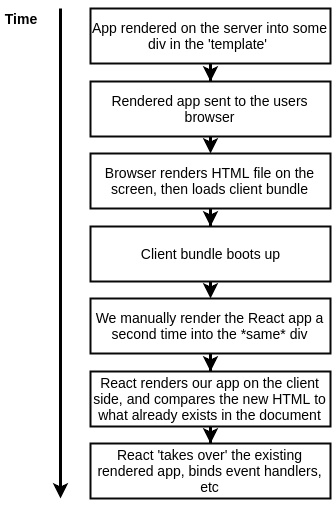 Time
App rendered on the server into some
div in the 'template'
Rendered app sent to the users
browser
Browser renders HTML file on the
screen, then loads client bundle
Client bundle boots up
We manually render the React app a
second time into the *same* div
React renders our app on the client
side, and compares the new HTML to
what already exists in the document
React 'takes over' the existing
rendered app, binds event handlers,
etc